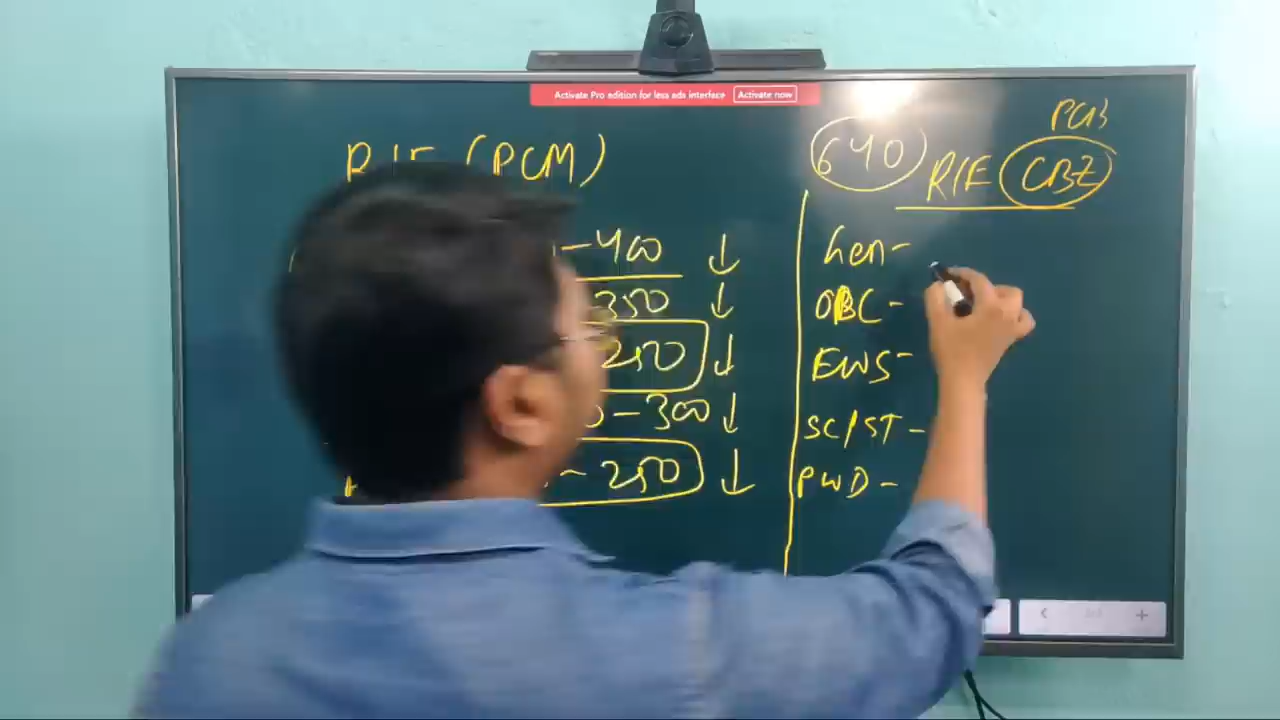 Activate Pro edition for less ads interface Activate now
RIE (PCM)
-400 ↓
350 ↓
250 ↓
-300 ↓
- 250 ↓
PCB
640 RIE CBZ
Gen-
OBC-
EWS-
SC/ST-
PWD-